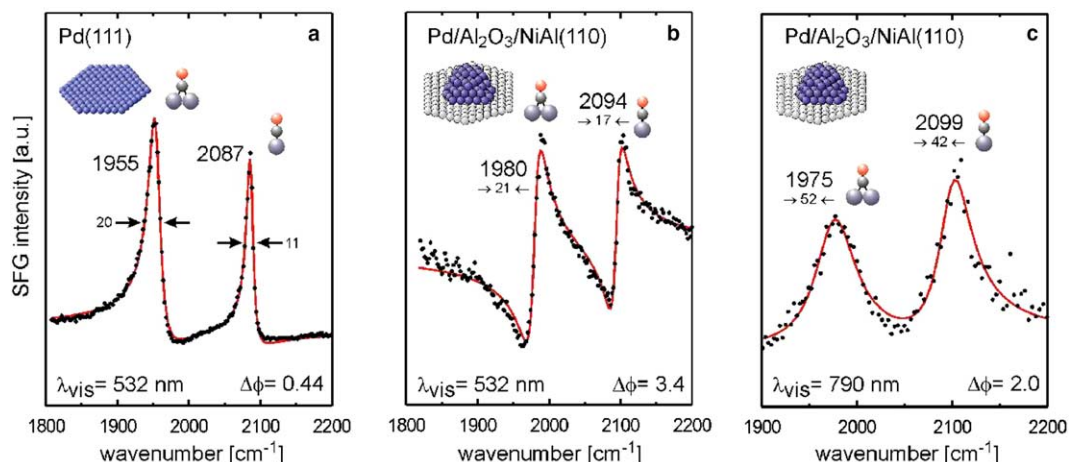 SFG intensity [a.u.]
Pd(111)
a
1955
2087
20
11
λvis= 532 nm
Δϕ= 0.44
1800
1900
2000
2100
2200
wavenumber [cm⁻¹]
Pd/Al₂O₃/NiAl(110)
b
2094
→ 17 ←
1980
→ 21 ←
λvis= 532 nm
Δϕ= 3.4
1800
1900
2000
2100
2200
wavenumber [cm⁻¹]
Pd/Al₂O₃/NiAl(110)
c
2099
→ 42 ←
1975
→ 52 ←
λvis= 790 nm
Δϕ= 2.0
1900
2000
2100
2200
wavenumber [cm⁻¹]